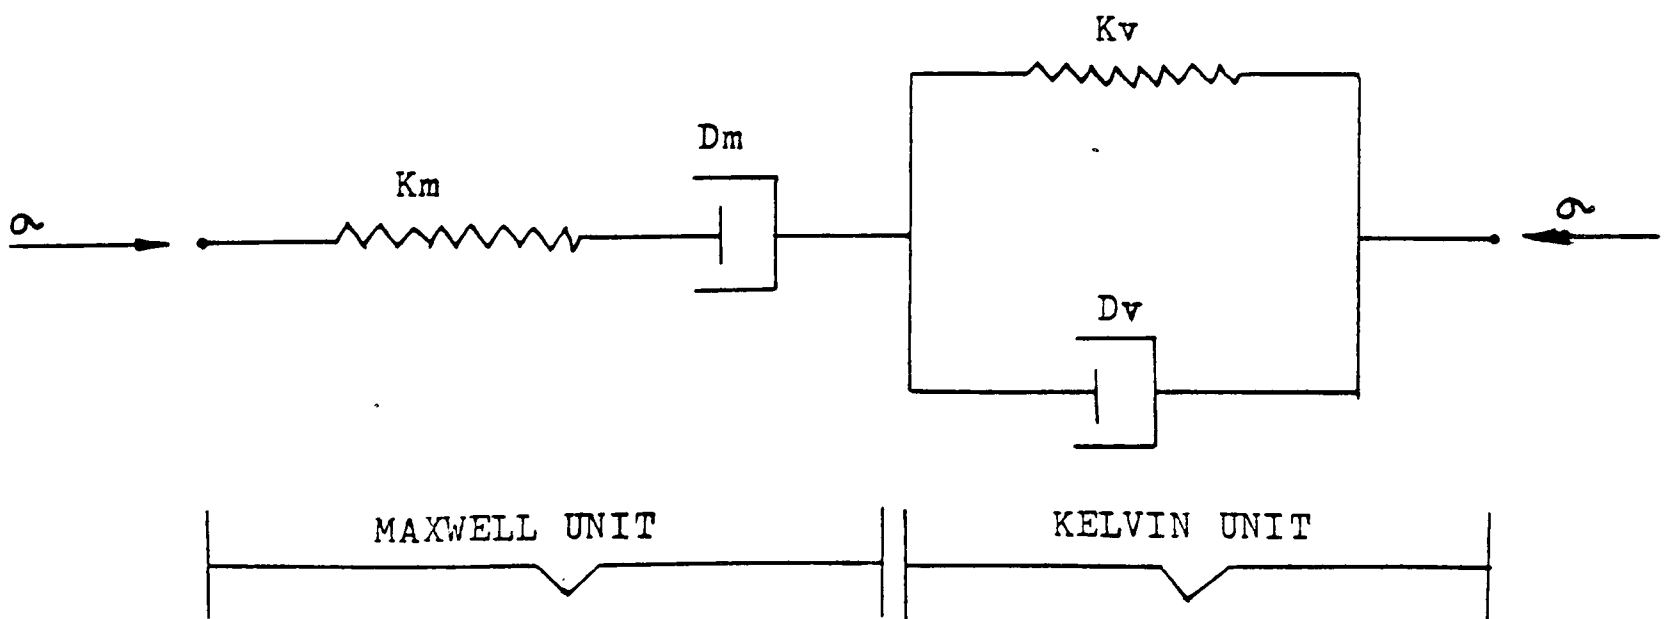 Kv
Dm
Km
σ
σ
Dv
MAXWELL UNIT
KELVIN UNIT